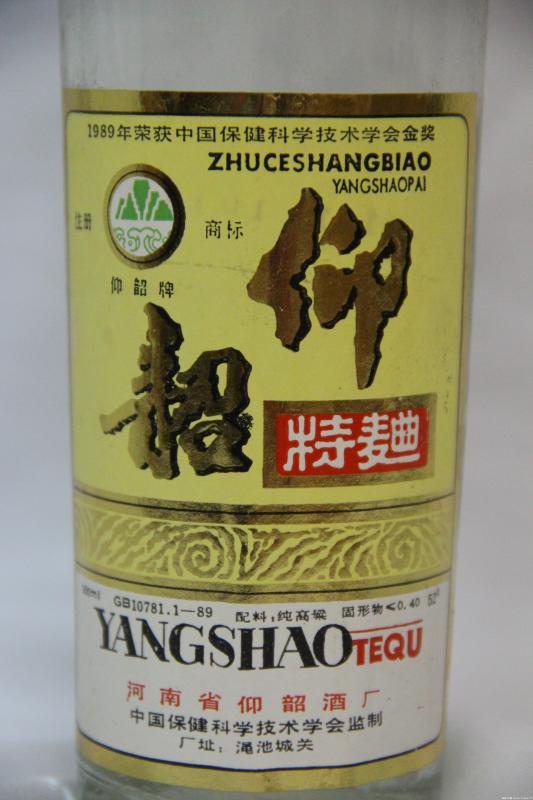 1989年荣获中国保健科学技术学会金奖
ZHUCESHANGBIAO
YANGSHAOPAI
注册
商标
仰韶牌
仰
韶
特麯
GB10781.1—89 配料:纯高粱 固形物≤0.40 52°
YANGSHAO TEQU
河南省仰韶酒厂
中国保健科学技术学会监制
厂址:渑池城关